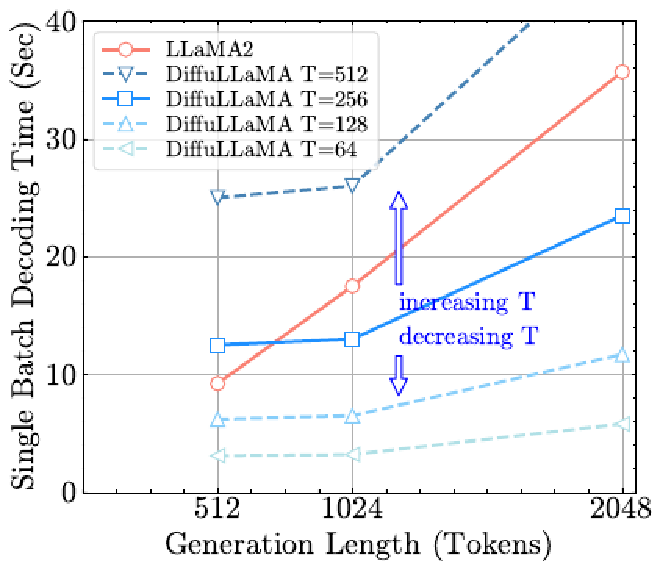 Single Batch Decoding Time (Sec)
40
30
20
10
0
LLaMA2
DiffuLLaMA T=512
DiffuLLaMA T=256
DiffuLLaMA T=128
DiffuLLaMA T=64
increasing T
decreasing T
512 1024 2048
Generation Length (Tokens)